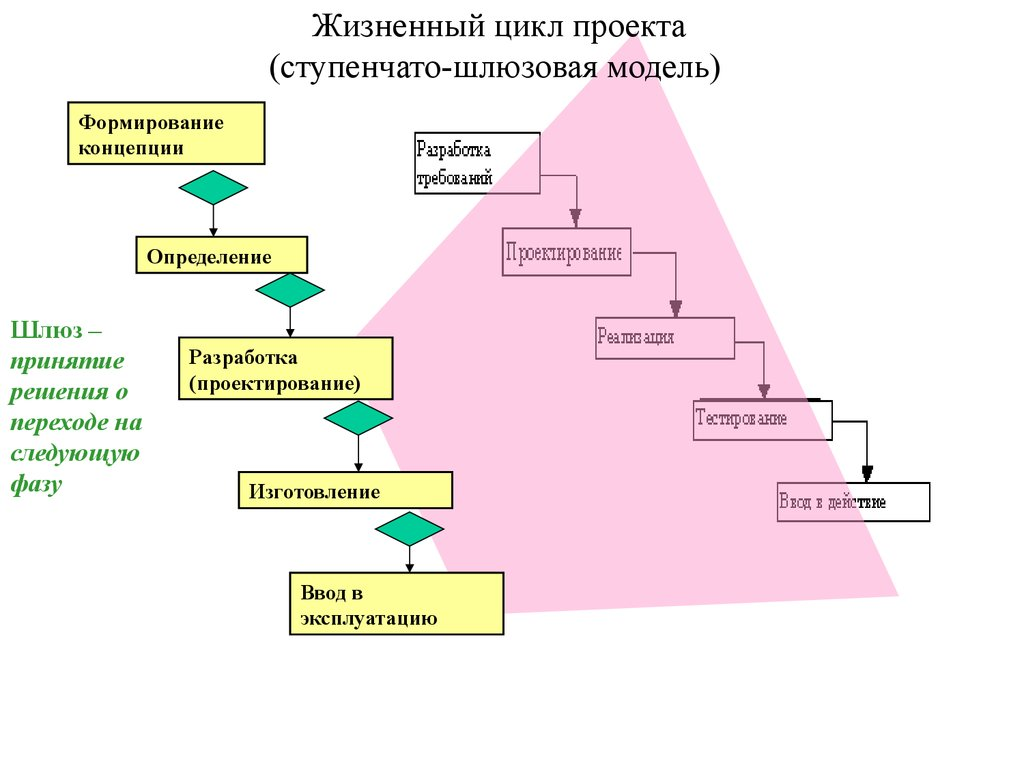 Жизненный цикл проекта
(ступенчато-шлюзовая модель)
Формирование
концепции
Определение
Шлюз –
принятие
решения о
переходе на
следующую
фазу
Разработка
(проектирование)
Изготовление
Ввод в
эксплуатацию
Разработка
требований
Проектирование
Реализация
Тестирование
Ввод в действие